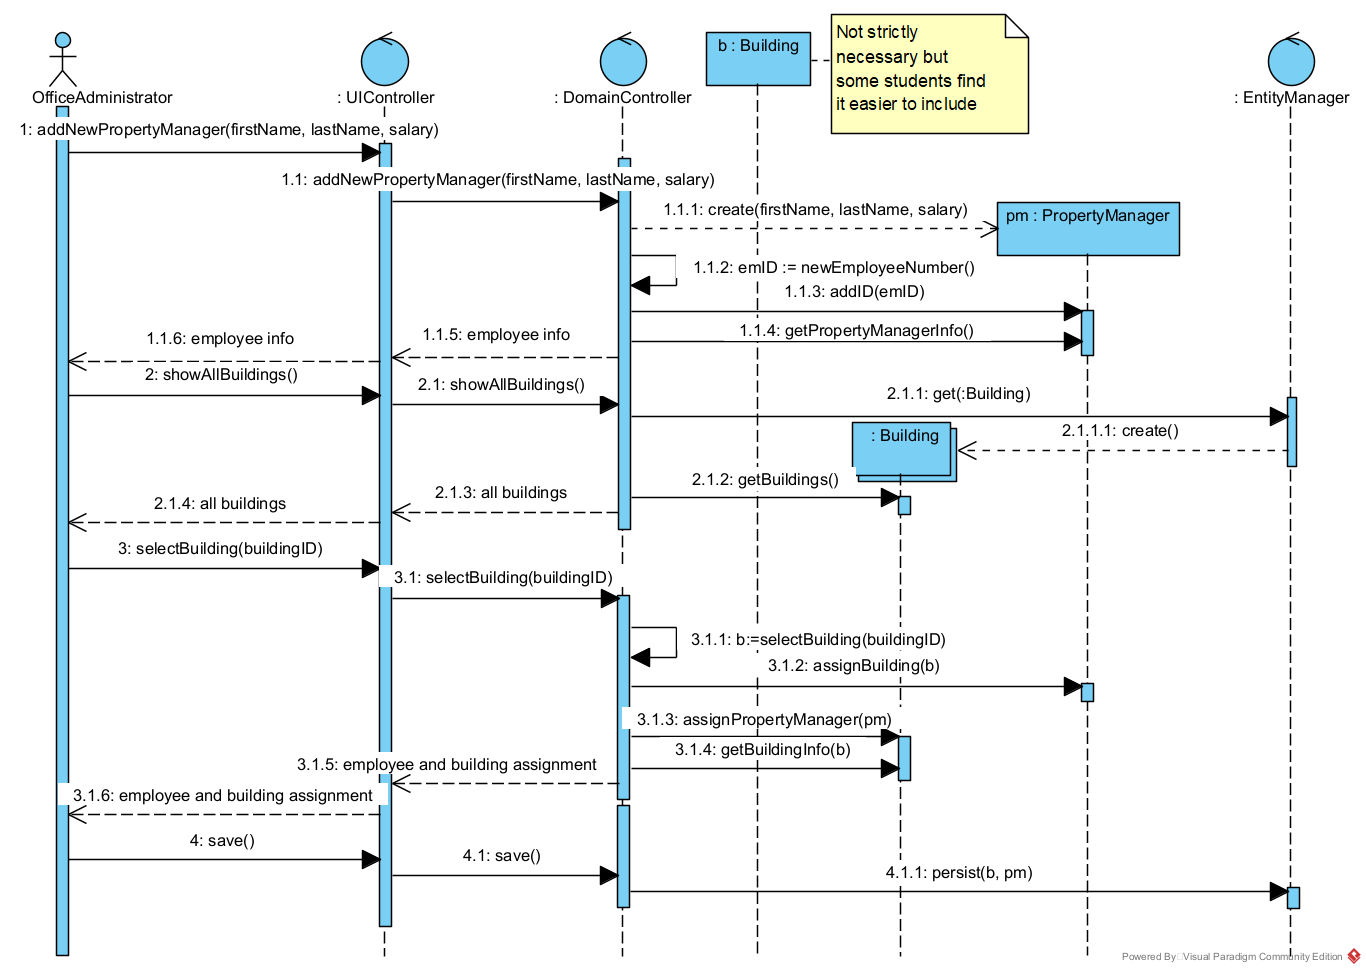 b : Building
Not strictly
necessary but
some students find
it easier to include
OfficeAdministrator
: UIController
: DomainController
: EntityManager
1: addNewPropertyManager(firstName, lastName, salary)
1.1: addNewPropertyManager(firstName, lastName, salary)
1.1.1: create(firstName, lastName, salary)
pm : PropertyManager
1.1.2: emID := newEmployeeNumber()
1.1.3: addID(emID)
1.1.4: getPropertyManagerInfo()
1.1.5: employee info
1.1.6: employee info
2: showAllBuildings()
2.1: showAllBuildings()
2.1.1: get(:Building)
2.1.1.1: create()
: Building
2.1.2: getBuildings()
2.1.3: all buildings
2.1.4: all buildings
3: selectBuilding(buildingID)
3.1: selectBuilding(buildingID)
3.1.1: b:=selectBuilding(buildingID)
3.1.2: assignBuilding(b)
3.1.3: assignPropertyManager(pm)
3.1.4: getBuildingInfo(b)
3.1.5: employee and building assignment
3.1.6: employee and building assignment
4: save()
4.1: save()
4.1.1: persist(b, pm)
Powered By Visual Paradigm Community Edition